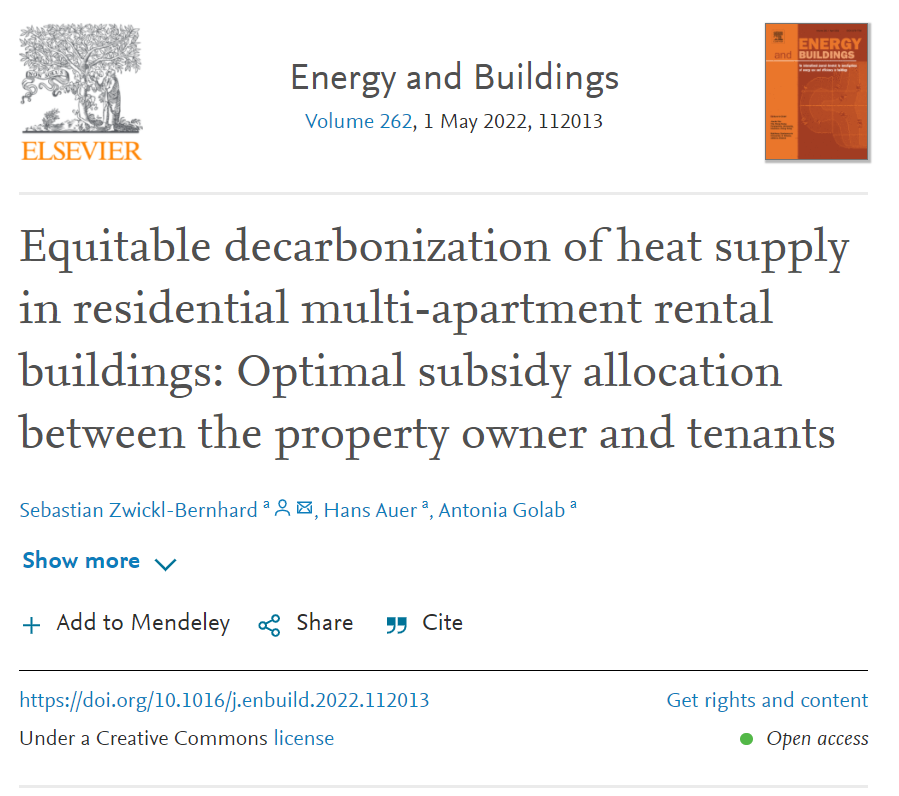 ELSEVIER
Energy and Buildings
Volume 262, 1 May 2022, 112013
ENERGY
and BUILDINGS
Equitable decarbonization of heat supply
in residential multi-apartment rental
buildings: Optimal subsidy allocation
between the property owner and tenants
Sebastian Zwickl-Bernhard a, Hans Auer a, Antonia Golab a
Show more
+ Add to Mendeley Share Cite
https://doi.org/10.1016/j.enbuild.2022.112013 Get rights and content
Under a Creative Commons license Open access